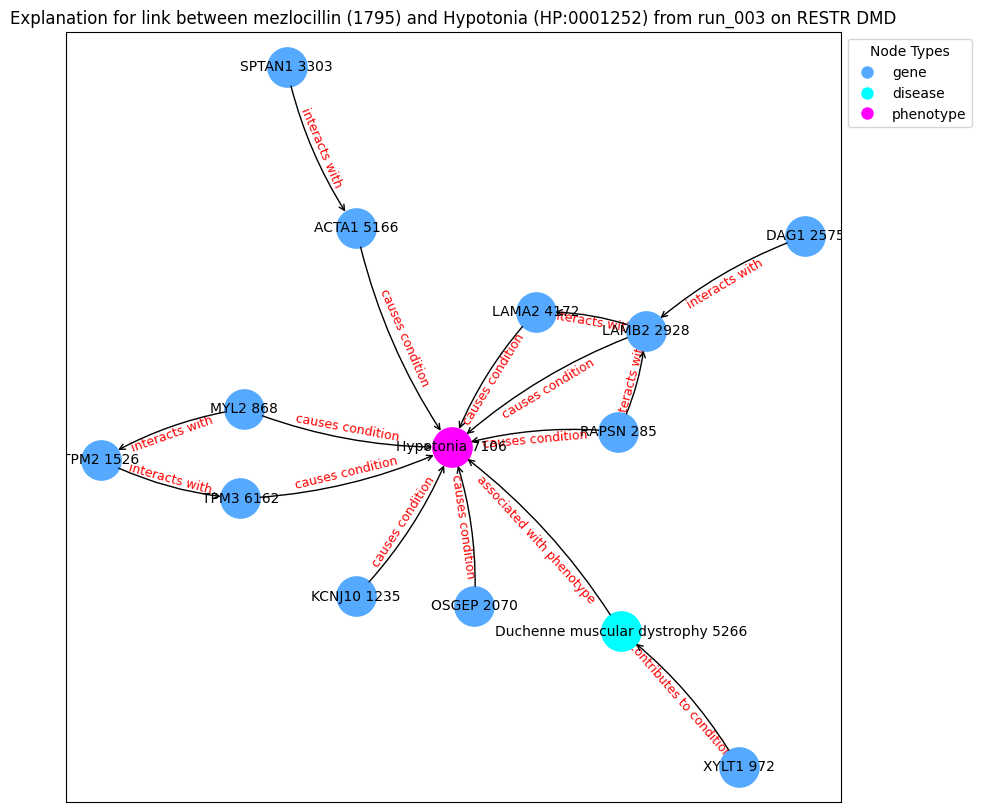 Explanation for link between mezlocillin (1795) and Hypotonia (HP:0001252) from run_003 on RESTR DMD
Node Types
gene
disease
phenotype
SPTAN1 3303
interacts with
ACTA1 5166
DAG1 2575
interacts with
causes condition
LAMA2 4172
LAMB2 2928
causes condition
causes condition
MYL2 868
causes condition
interacts with
RAPSN 285
causes condition
Hypotonia 7106
TPM2 1526
interacts with
causes condition
TPM3 6162
causes condition
causes condition
associated with phenotype
KCNJ10 1235
OSGEP 2070
Duchenne muscular dystrophy 5266
contributes to condition
XYLT1 972